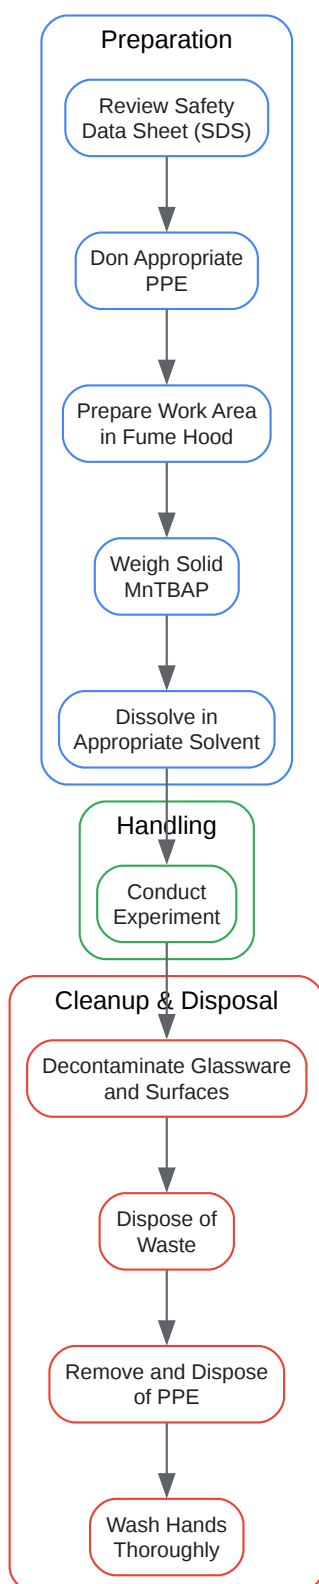 Preparation
Review Safety
Data Sheet (SDS)
Don Appropriate
PPE
Prepare Work Area
in Fume Hood
Weigh Solid
MnTBAP
Dissolve in
Appropriate Solvent
Handling
Conduct
Experiment
Cleanup & Disposal
Decontaminate Glassware
and Surfaces
Dispose of
Waste
Remove and Dispose
of PPE
Wash Hands
Thoroughly